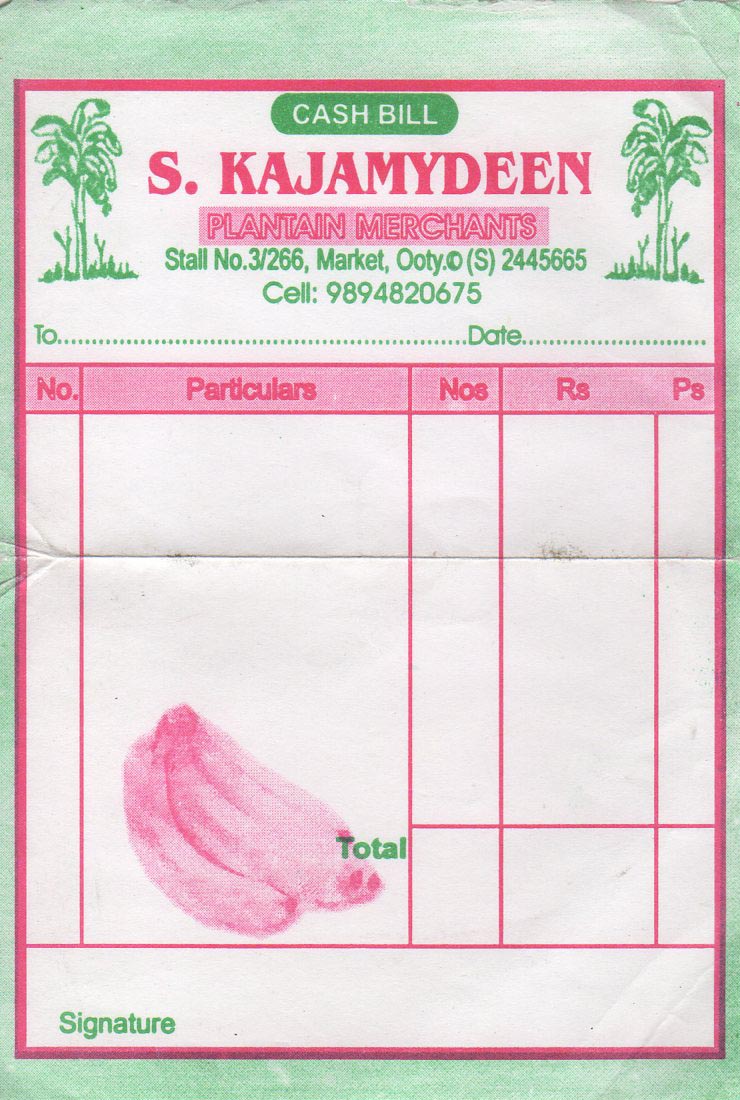 CASH BILL
S. KAJAMYDEEN
PLANTAIN MERCHANTS
Stall No.3/266, Market, Ooty.✆ (S) 2445665
Cell: 9894820675
To..............................................................Date............................
No. Particulars Nos Rs Ps
Total
Signature